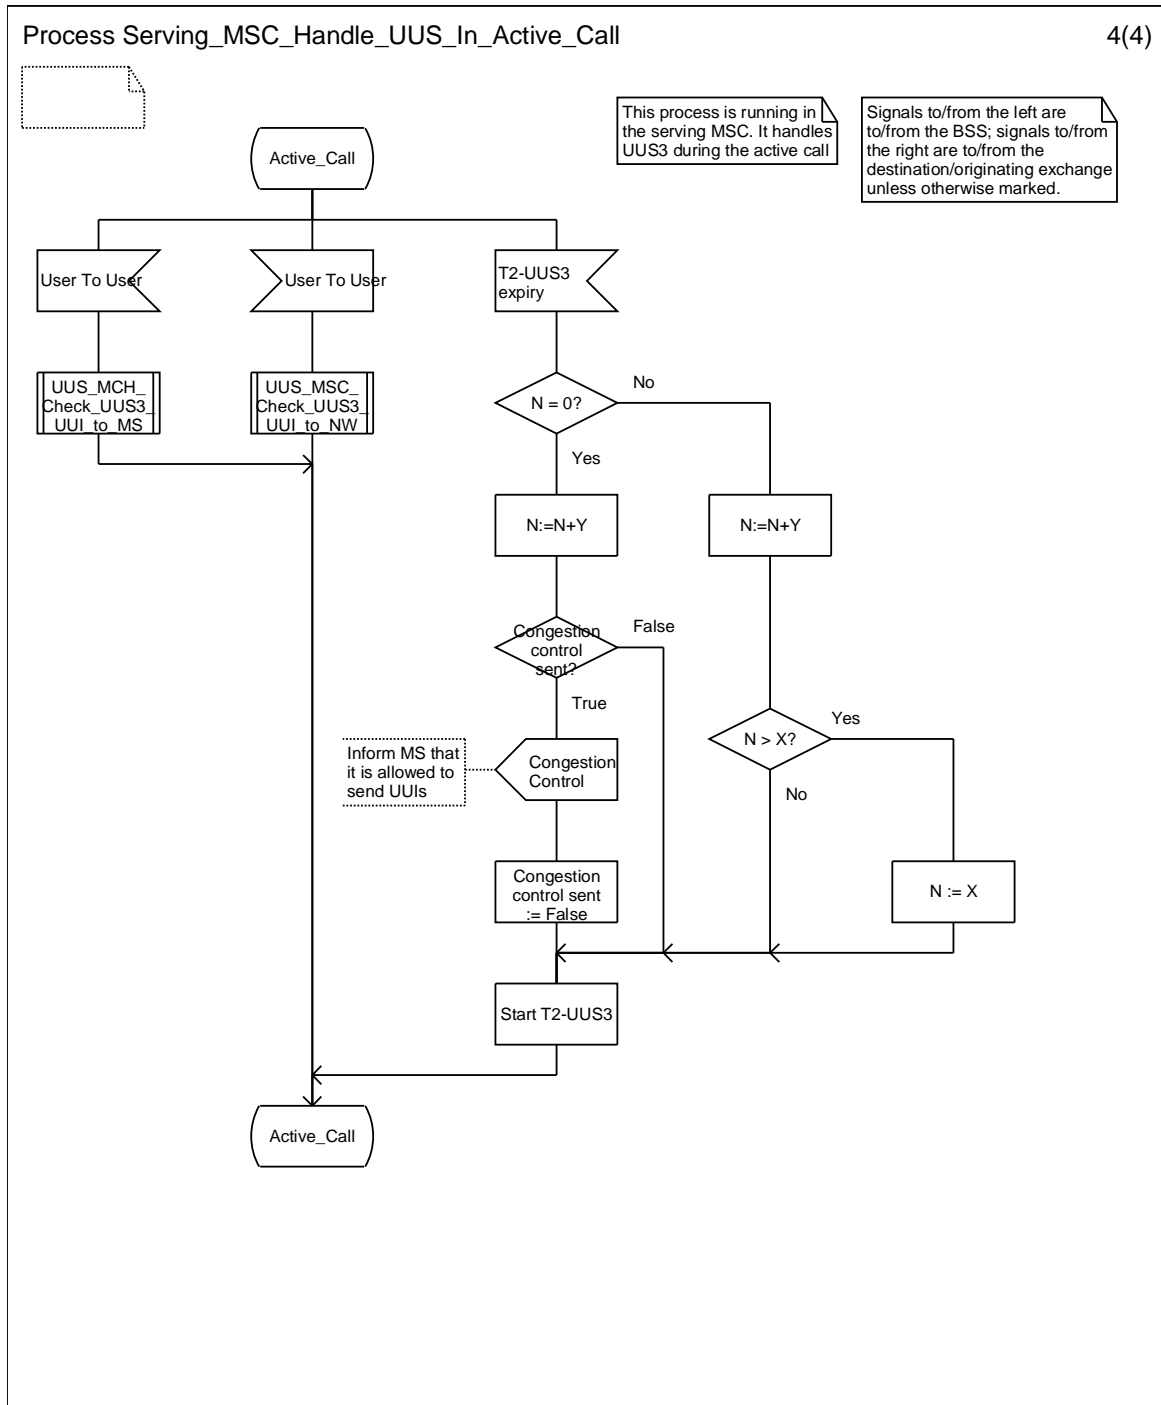 Process Serving_MSC_Handle_UUS_In_Active_Call
4(4)
This process is running in
the serving MSC. It handles
UUS3 during the active call
Signals to/from the left are
to/from the BSS; signals to/from
the right are to/from the
destination/originating exchange
unless otherwise marked.
Active_Call
User To User
User To User
T2-UUS3
expiry
UUS_MCH_
Check_UUS3_
UUI_to_MS
UUS_MSC_
Check_UUS3_
UUI_to_NW
N = 0?
No
Yes
N:=N+Y
N:=N+Y
Congestion
control
sent?
False
True
N > X?
Yes
No
Inform MS that
it is allowed to
send UUIs
Congestion
Control
Congestion
control sent
:= False
N := X
Start T2-UUS3
Active_Call